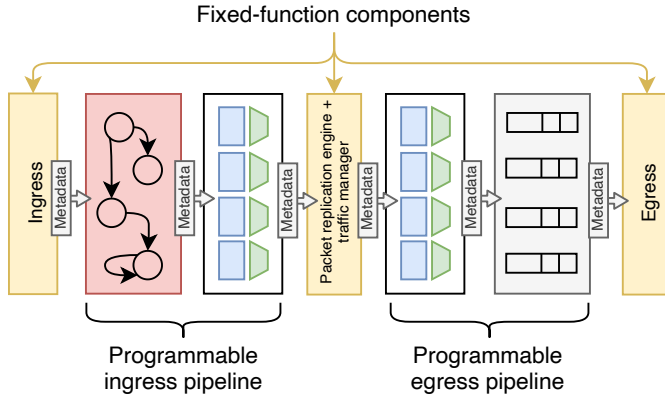 Fixed-function components
Ingress
Metadata
Metadata
Metadata
Packet replication engine +
traffic manager
Metadata
Metadata
Metadata
Egress
Programmable
ingress pipeline
Programmable
egress pipeline